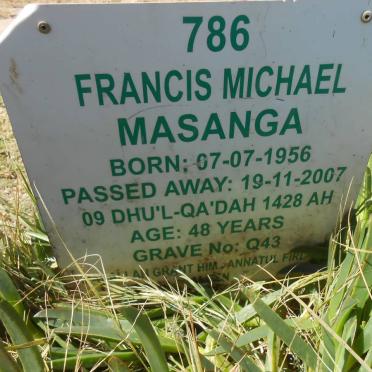 786
FRANCIS MICHAEL
MASANGA
BORN: 07-07-1956
PASSED AWAY: 19-11-2007
09 DHU'L-QA'DAH 1428 AH
AGE: 48 YEARS
GRAVE No: Q43
GRANT HIM ANNATUL